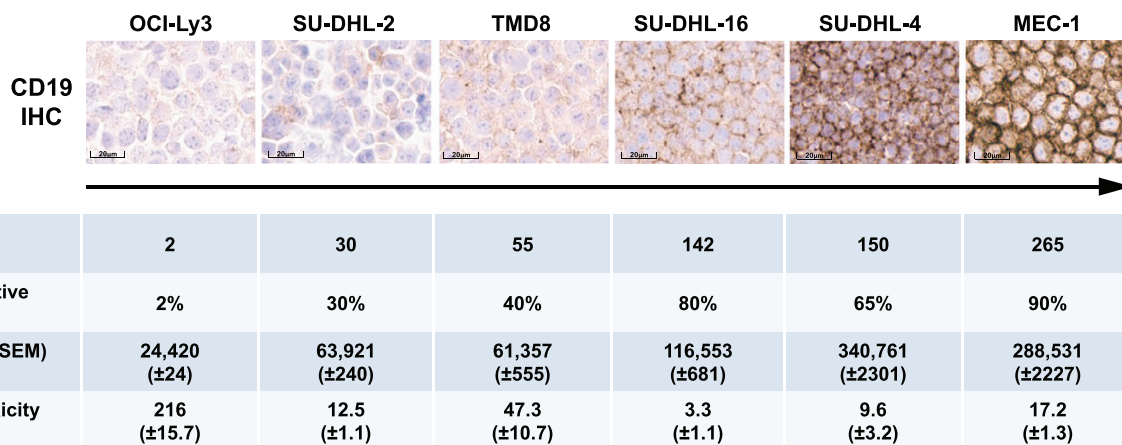 OCI-Ly3 SU-DHL-2 TMD8 SU-DHL-16 SU-DHL-4 MEC-1
CD19
IHC
20µm 20µm 20µm 20µm 20µm 20µm
2 30 55 142 150 265
tive
2% 30% 40% 80% 65% 90%
SEM) 24,420 63,921 61,357 116,553 340,761 288,531
(±24) (±240) (±555) (±681) (±2301) (±2227)
xicity 216 12.5 47.3 3.3 9.6 17.2
(±15.7) (±1.1) (±10.7) (±1.1) (±3.2) (±1.3)